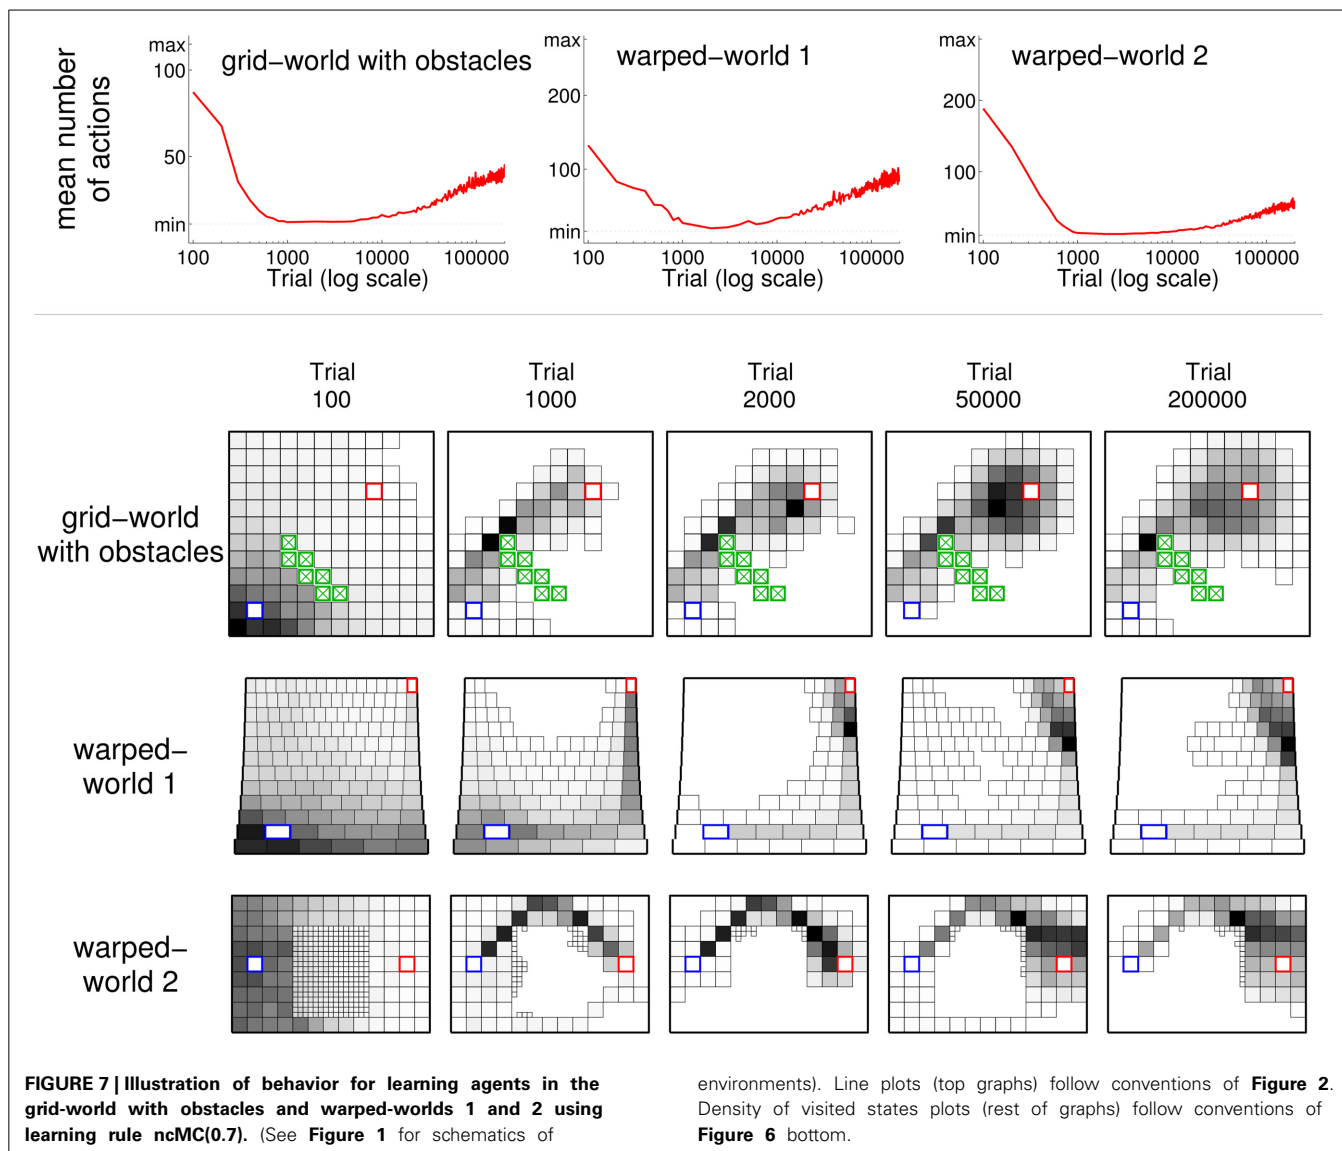 mean number
of actions
max
100
50
min
grid–world with obstacles
100
1000
10000
100000
Trial (log scale)
max
200
100
min
warped–world 1
100
1000
10000
100000
Trial (log scale)
max
200
100
min
warped–world 2
100
1000
10000
100000
Trial (log scale)
Trial
100
Trial
1000
Trial
2000
Trial
50000
Trial
200000
grid–world
with obstacles
warped–
world 1
warped–
world 2
FIGURE 7 | Illustration of behavior for learning agents in the
grid-world with obstacles and warped-worlds 1 and 2 using
learning rule ncMC(0.7). (See Figure 1 for schematics of
environments). Line plots (top graphs) follow conventions of Figure 2.
Density of visited states plots (rest of graphs) follow conventions of
Figure 6 bottom.